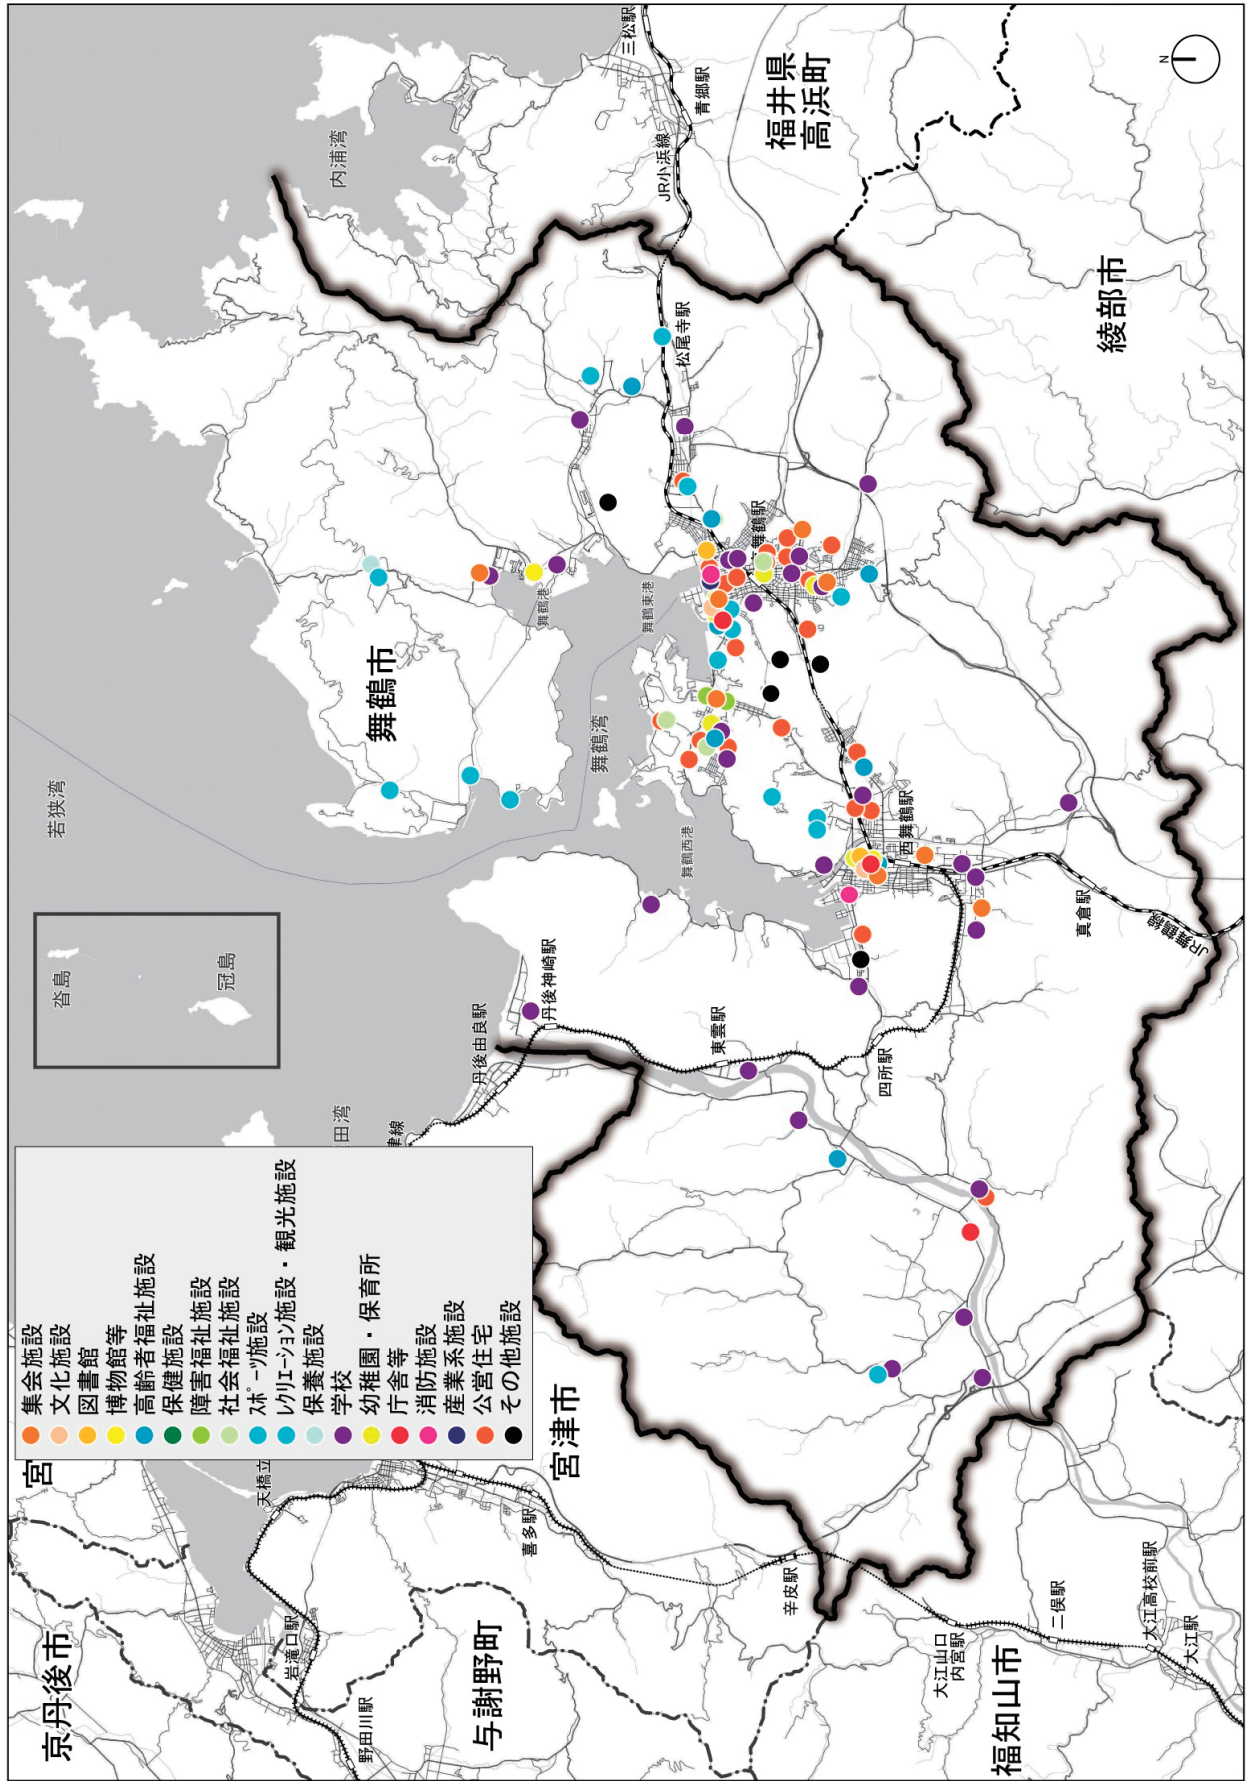 集会施設
文化施設
図書館
博物館等
高齢者福祉施設
保健施設
障害福祉施設
社会福祉施設
ｽﾎﾟｰﾂ施設
ﾚｸﾘｴｰｼｮﾝ施設・観光施設
保養施設
学校
幼稚園・保育所
庁舎等
消防施設
産業系施設
公営住宅
その他施設
京丹後市
宮
天橋立
岩滝口駅
野田川駅
与謝野町
喜多駅
宮津市
辛皮駅
大江山口
内宮駅
二俣駅
大江高校前駅
大江駅
福知山市
田湾
津線
沓島
冠島
丹後由良駅
丹後神崎駅
東雲駅
四所駅
真倉駅
JR舞鶴線
若狭湾
舞鶴市
舞鶴湾
舞鶴港
舞鶴東港
舞鶴西港
西舞鶴駅
舞鶴駅
松尾寺駅
内浦湾
三松駅
青郷駅
JR小浜線
福井県
高浜町
綾部市
N
P